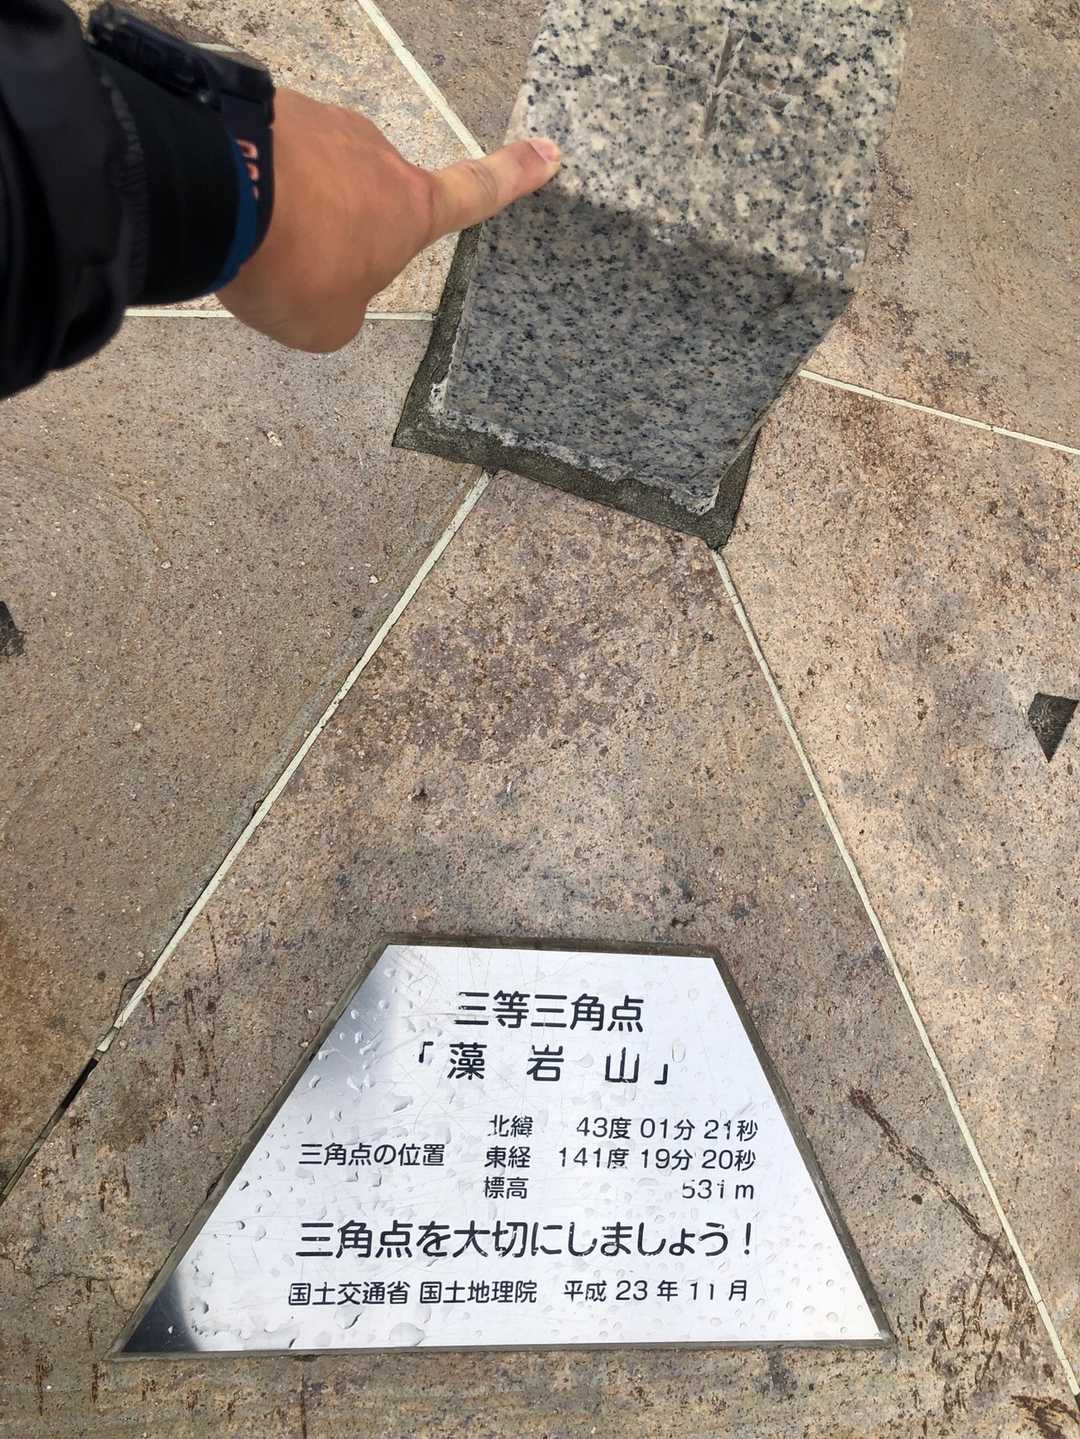 三等三角点
「藻岩山」
北緯 43度 01分 21秒
三角点の位置 東経 141度 19分 20秒
標高 531m
三角点を大切にしましょう！
国土交通省 国土地理院 平成 23 年 11 月